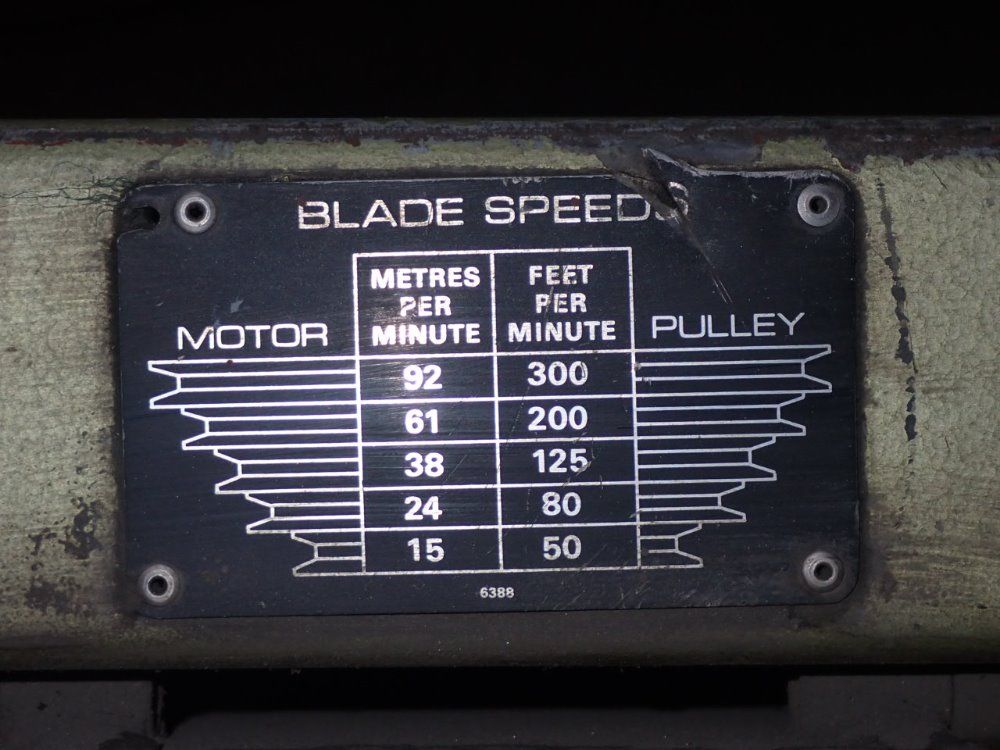 BLADE SPEEDS
METRES PER MINUTE
FEET PER MINUTE
MOTOR
PULLEY
92 300
61 200
38 125
24 80
15 50
6388